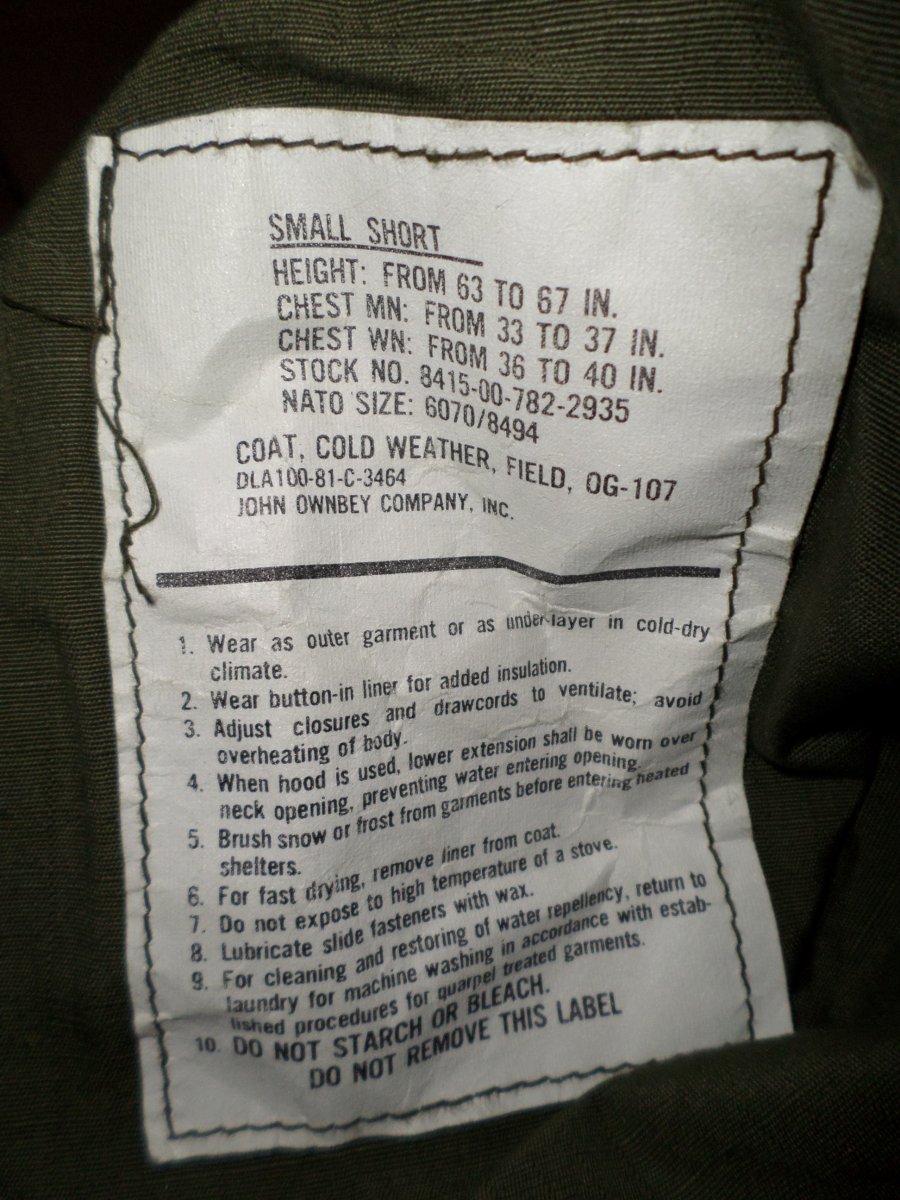 SMALL SHORT
HEIGHT: FROM 63 TO 67 IN.
CHEST MN: FROM 33 TO 37 IN.
CHEST WN: FROM 36 TO 40 IN.
STOCK NO. 8415-00-782-2935
NATO SIZE: 6070/8494
COAT, COLD WEATHER, FIELD, OG-107
DLA100-81-C-3464
JOHN OWNBEY COMPANY, INC.
1. Wear as outer garment or as under-layer in cold-dry
climate.
2. Wear button-in liner for added insulation.
3. Adjust closures and drawcords to ventilate; avoid
overheating of body.
4. When hood is used, lower extension shall be worn over
neck opening, preventing water entering opening.
5. Brush snow or frost from garments before entering heated
shelters.
6. For fast drying, remove liner from coat.
7. Do not expose to high temperature of a stove.
8. Lubricate slide fasteners with wax.
9. For cleaning and restoring of water repellency, return to
laundry for machine washing in accordance with estab-
lished procedures for quarpel treated garments.
10. DO NOT STARCH OR BLEACH.
DO NOT REMOVE THIS LABEL